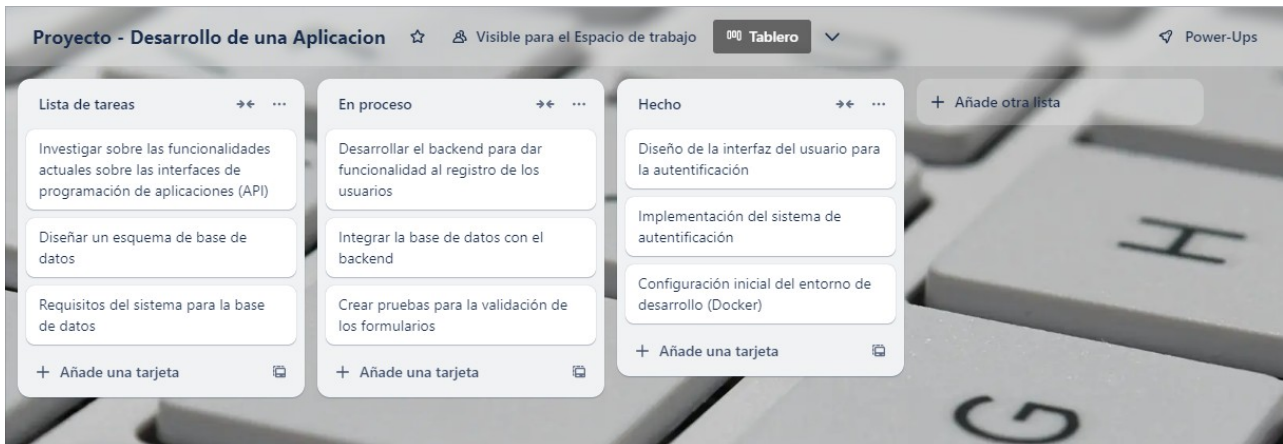 Proyecto - Desarrollo de una Aplicacion
Visible para el Espacio de trabajo
Tablero
Power-Ups
Lista de tareas
Investigar sobre las funcionalidades
actuales sobre las interfaces de
programación de aplicaciones (API)
Diseñar un esquema de base de
datos
Requisitos del sistema para la base
de datos
+ Añade una tarjeta
En proceso
Desarrollar el backend para dar
funcionalidad al registro de los
usuarios
Integrar la base de datos con el
backend
Crear pruebas para la validación de
los formularios
+ Añade una tarjeta
Hecho
Diseño de la interfaz del usuario para
la autentificación
Implementación del sistema de
autentificación
Configuración inicial del entorno de
desarrollo (Docker)
+ Añade una tarjeta
+ Añade otra lista
H
G